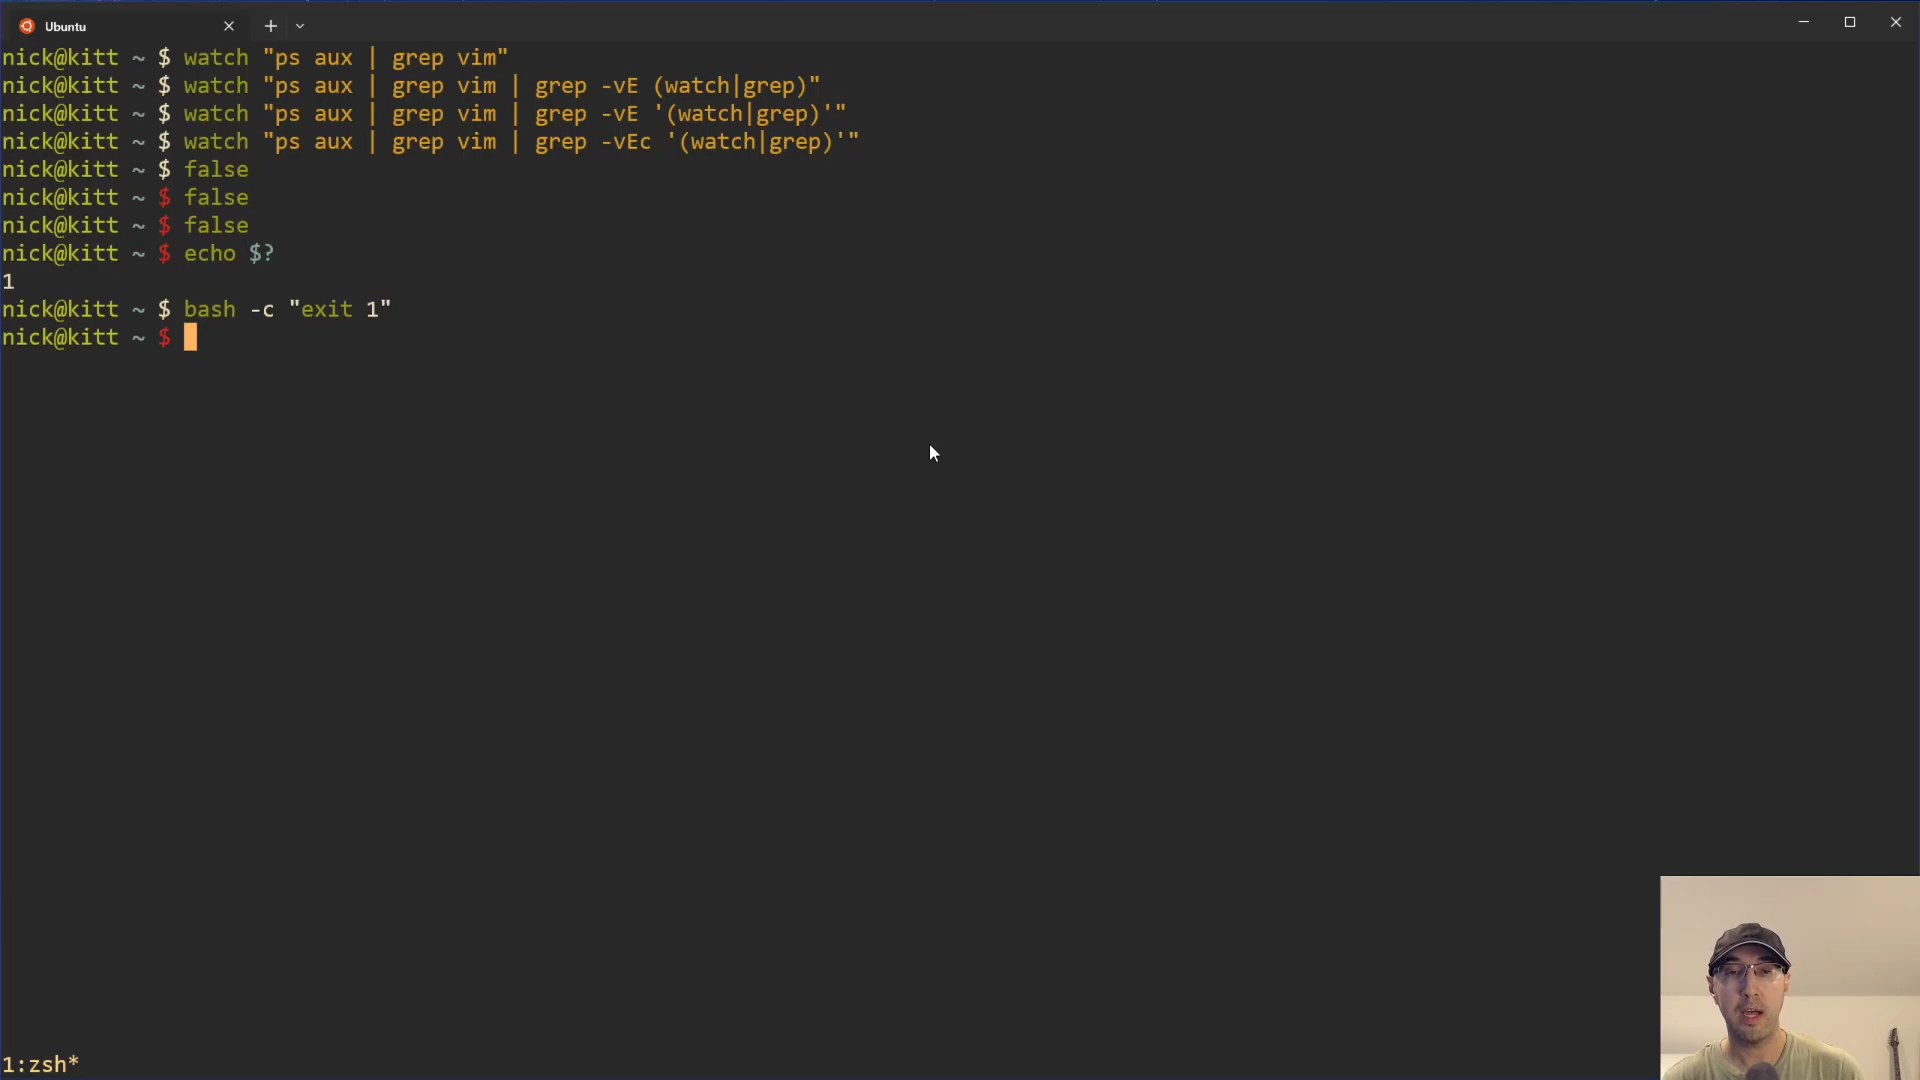 Ubuntu
nick@kitt ~ $ watch "ps aux | grep vim"
nick@kitt ~ $ watch "ps aux | grep vim | grep -vE (watch|grep)"
nick@kitt ~ $ watch "ps aux | grep vim | grep -vE '(watch|grep)'"
nick@kitt ~ $ watch "ps aux | grep vim | grep -vEc '(watch|grep)'"
nick@kitt ~ $ false
nick@kitt ~ $ false
nick@kitt ~ $ false
nick@kitt ~ $ echo $?
1
nick@kitt ~ $ bash -c "exit 1"
nick@kitt ~ $
1:zsh*